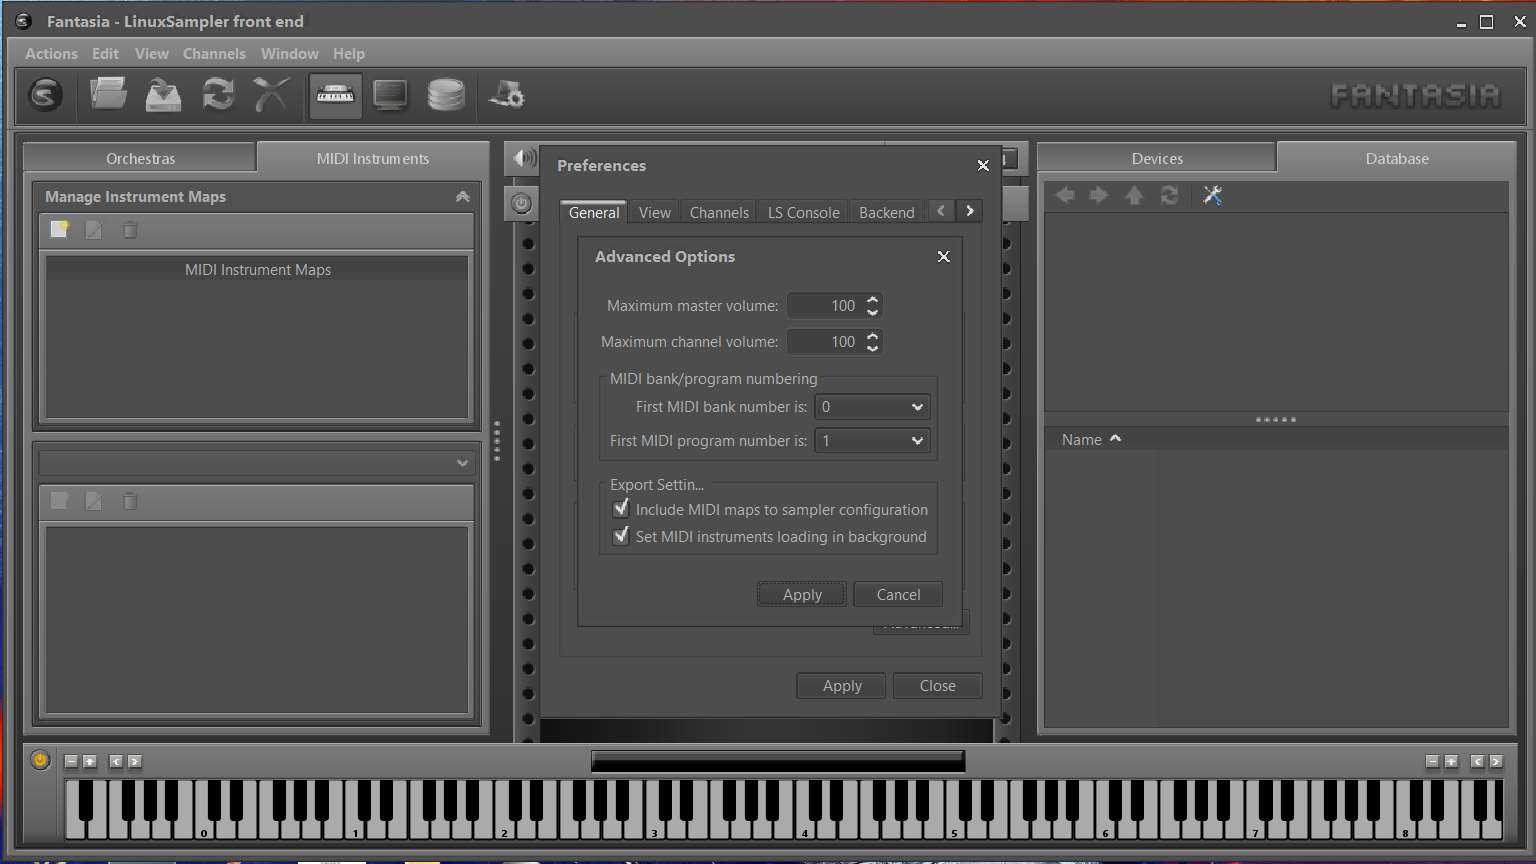 Fantasia - LinuxSampler front end
Actions Edit View Channels Window Help
FANTASIA
Orchestras MIDI Instruments
Manage Instrument Maps
MIDI Instrument Maps
Preferences
General View Channels LS Console Backend
Advanced Options
Maximum master volume: 100
Maximum channel volume: 100
MIDI bank/program numbering
First MIDI bank number is: 0
First MIDI program number is: 1
Export Settin...
Include MIDI maps to sampler configuration
Set MIDI instruments loading in background
Apply Cancel
Apply Close
Devices Database
Name
0 1 2 3 4 5 6 7 8